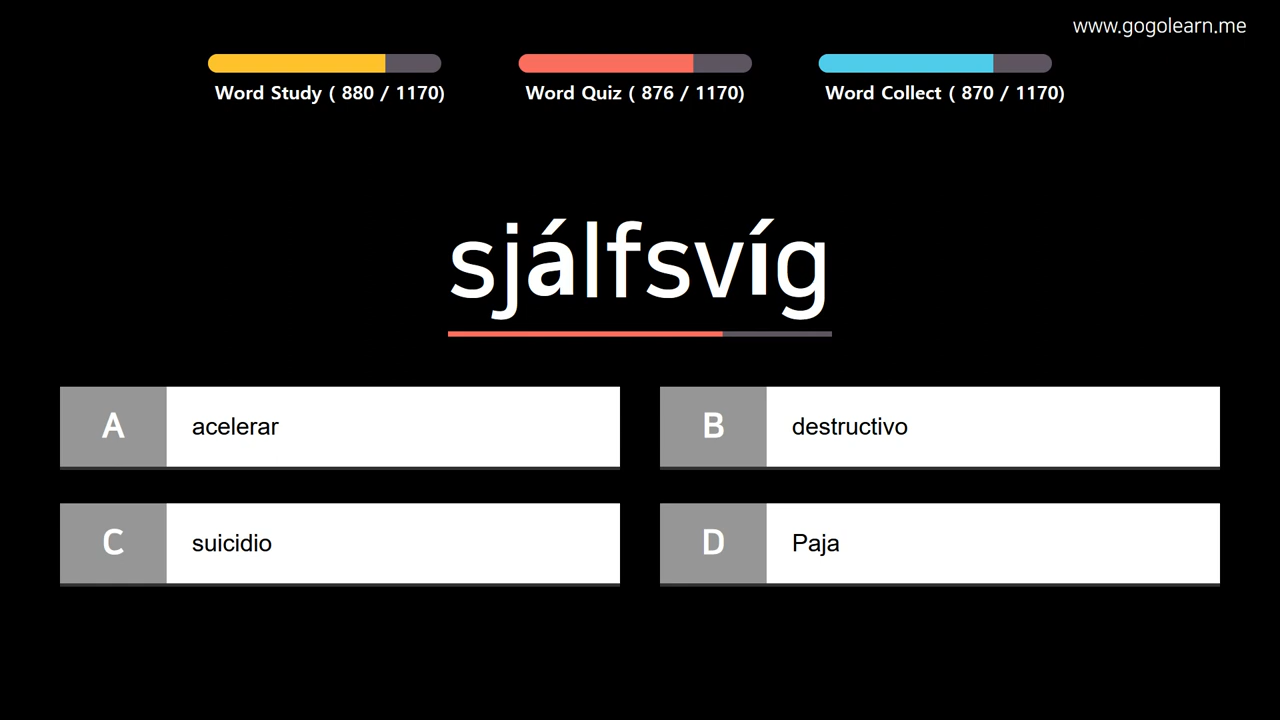 www.gogolearn.me
Word Study ( 880 / 1170)
Word Quiz ( 876 / 1170)
Word Collect ( 870 / 1170)
sjálfsvíg
A
acelerar
B
destructivo
C
suicidio
D
Paja